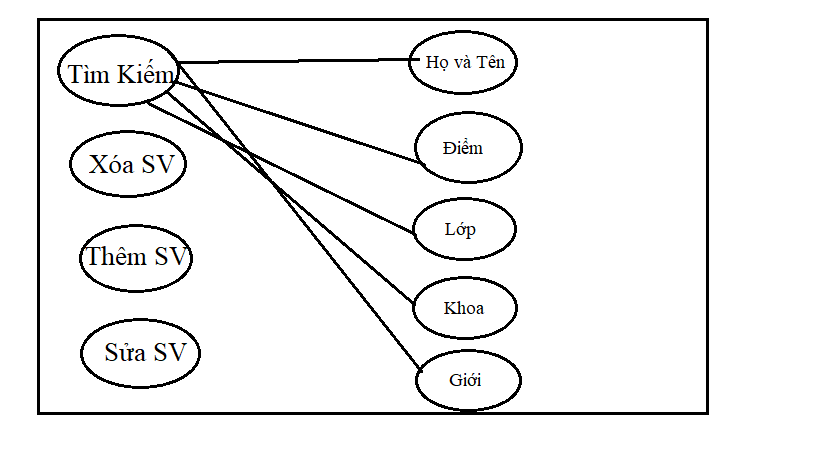 Tìm Kiếm
Xóa SV
Thêm SV
Sửa SV
Họ và Tên
Điểm
Lớp
Khoa
Giới